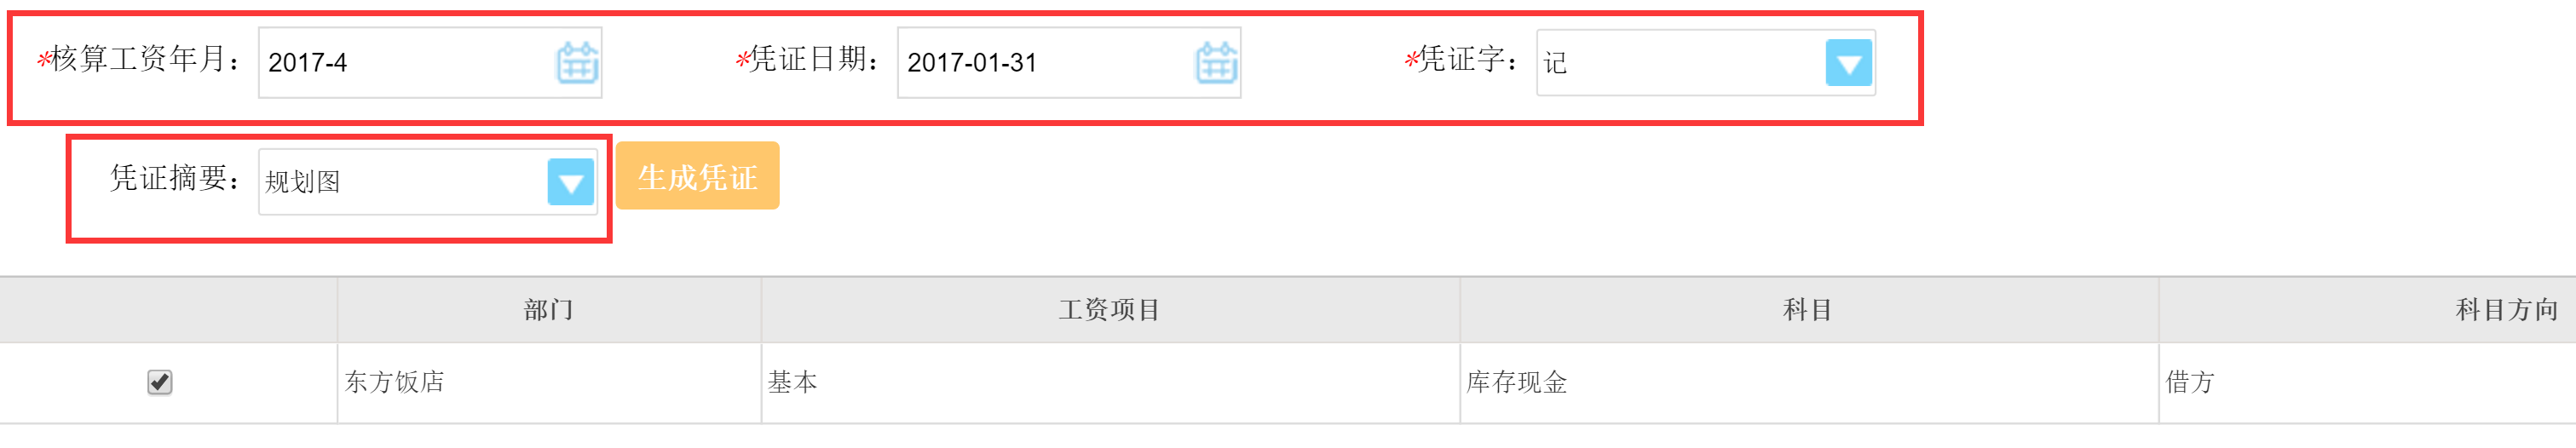 *核算工资年月： 2017-4 *凭证日期： 2017-01-31 *凭证字： 记
凭证摘要： 规划图 生成凭证
部门 工资项目 科目 科目方向
东方饭店 基本 库存现金 借方